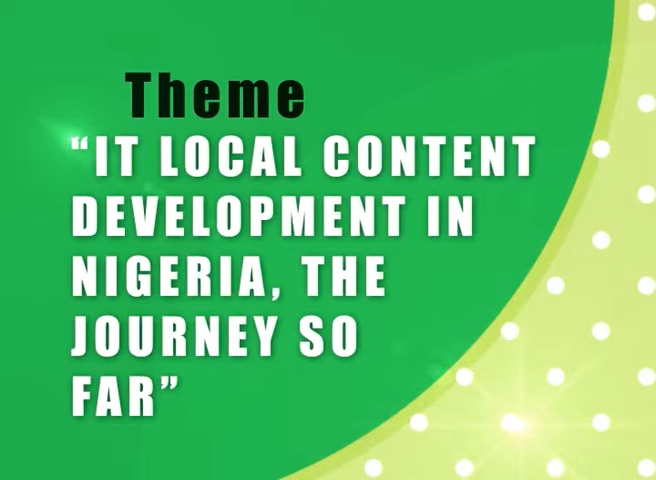 Theme
“IT LOCAL CONTENT
DEVELOPMENT IN
NIGERIA, THE
JOURNEY SO
FAR”